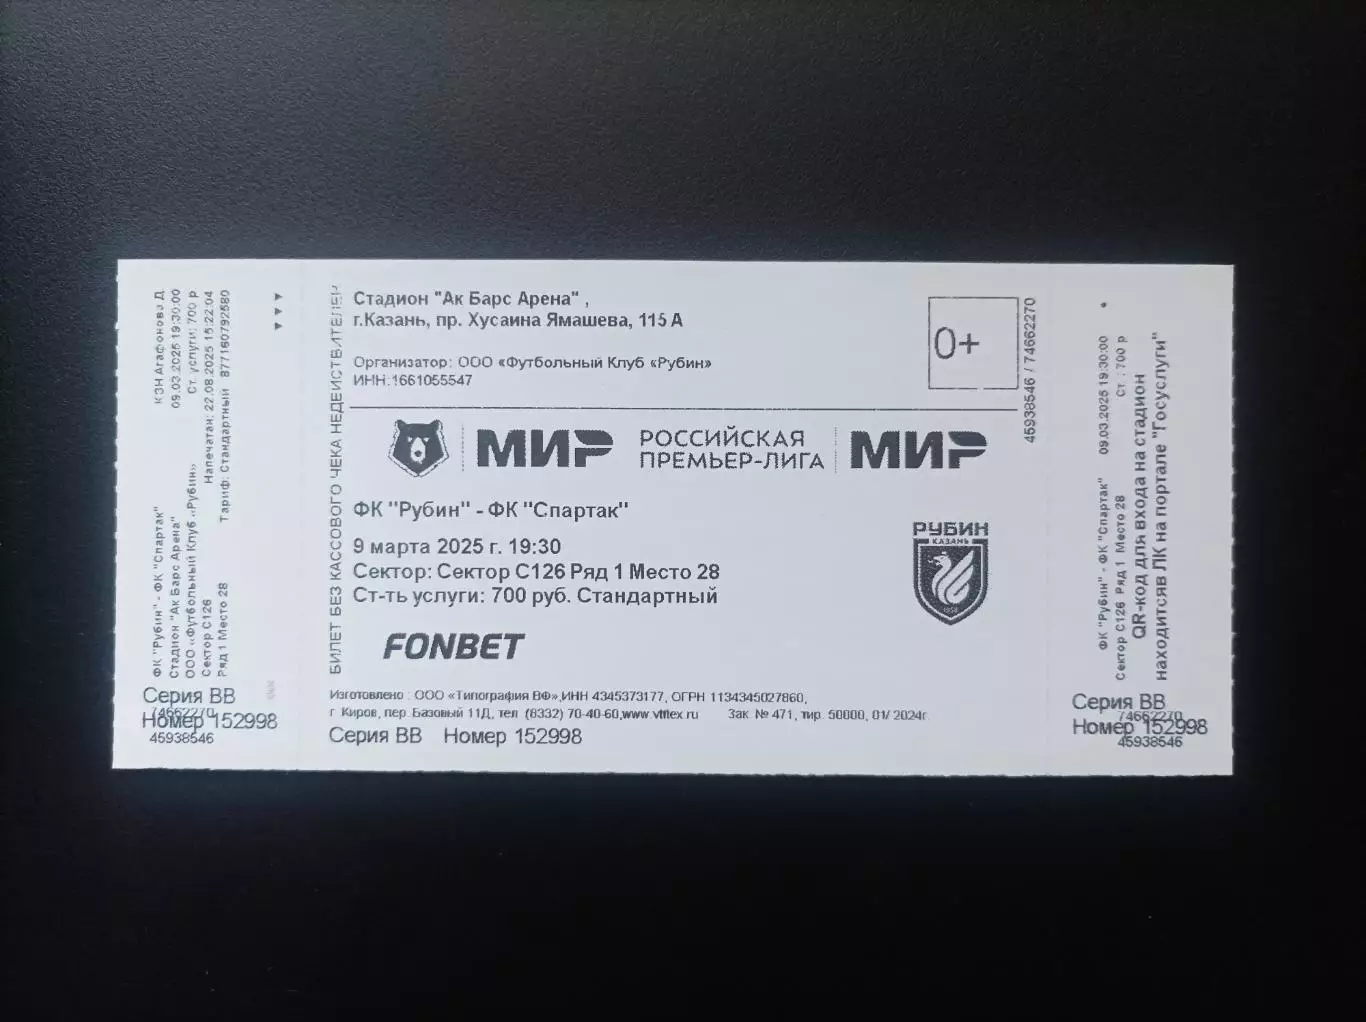 КЗН Агафонова Д.
ФК "Рубин" - ФК "Спартак" 09.03.2025 19:30:00
Стадион "Ак Барс Арена" Ст. услуги: 700 р
ООО «Футбольный Клуб «Рубин»
Сектор С126 Напечатан: 22.08.2025 15:22:04
Ряд 1 Место 28 Тариф: Стандартный 877160792580
Серия ВВ
74662270
Номер 152998
45938546
БИЛЕТ БЕЗ КАССОВОГО ЧЕКА НЕДЕЙСТВИТЕЛЕН
Стадион "Ак Барс Арена" ,
г.Казань, пр. Хусаина Ямашева, 115 А
Организатор: ООО «Футбольный Клуб «Рубин»
ИНН:1661055547
0+
45938546 / 74662270
МИР РОССИЙСКАЯ ПРЕМЬЕР-ЛИГА МИР
ФК "Рубин" - ФК "Спартак"
9 марта 2025 г. 19:30
Сектор: Сектор С126 Ряд 1 Место 28
Ст-ть услуги: 700 руб. Стандартный
РУБИН
КАЗАНЬ
1958
FONBET
Изготовлено : ООО «Типография ВФ»,ИНН 4345373177, ОГРН 1134345027860,
г Киров, пер. Базовый 11Д, тел (8332) 70-40-60,www.vtftex.ru Зак. № 471, тир. 50000, 01/ 2024г
Серия ВВ Номер 152998
ФК "Рубин" - ФК "Спартак" 09.03.2025 19:30:00
Сектор С126 Ряд 1 Место 28 Ст. : 700 р
QR-код для входа на стадион
находитсяв ЛК на портале "Госуслуги"
Серия ВВ
74662270
Номер 152998
45938546